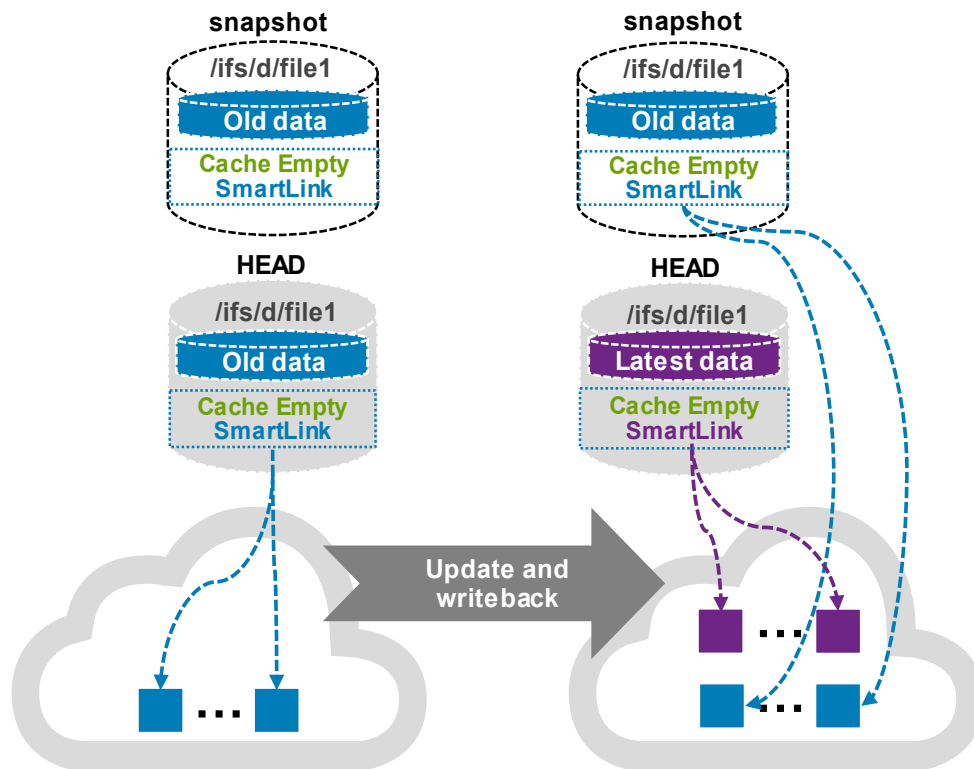 snapshot
/ifs/d/file1
Old data
Cache Empty
SmartLink
HEAD
/ifs/d/file1
Old data
Cache Empty
SmartLink
Update and
writeback
snapshot
/ifs/d/file1
Old data
Cache Empty
SmartLink
HEAD
/ifs/d/file1
Latest data
Cache Empty
SmartLink